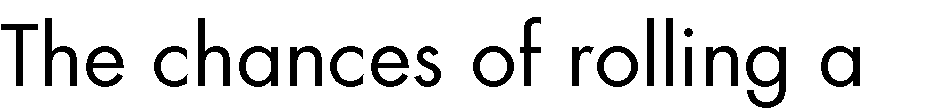 The chances of rolling a